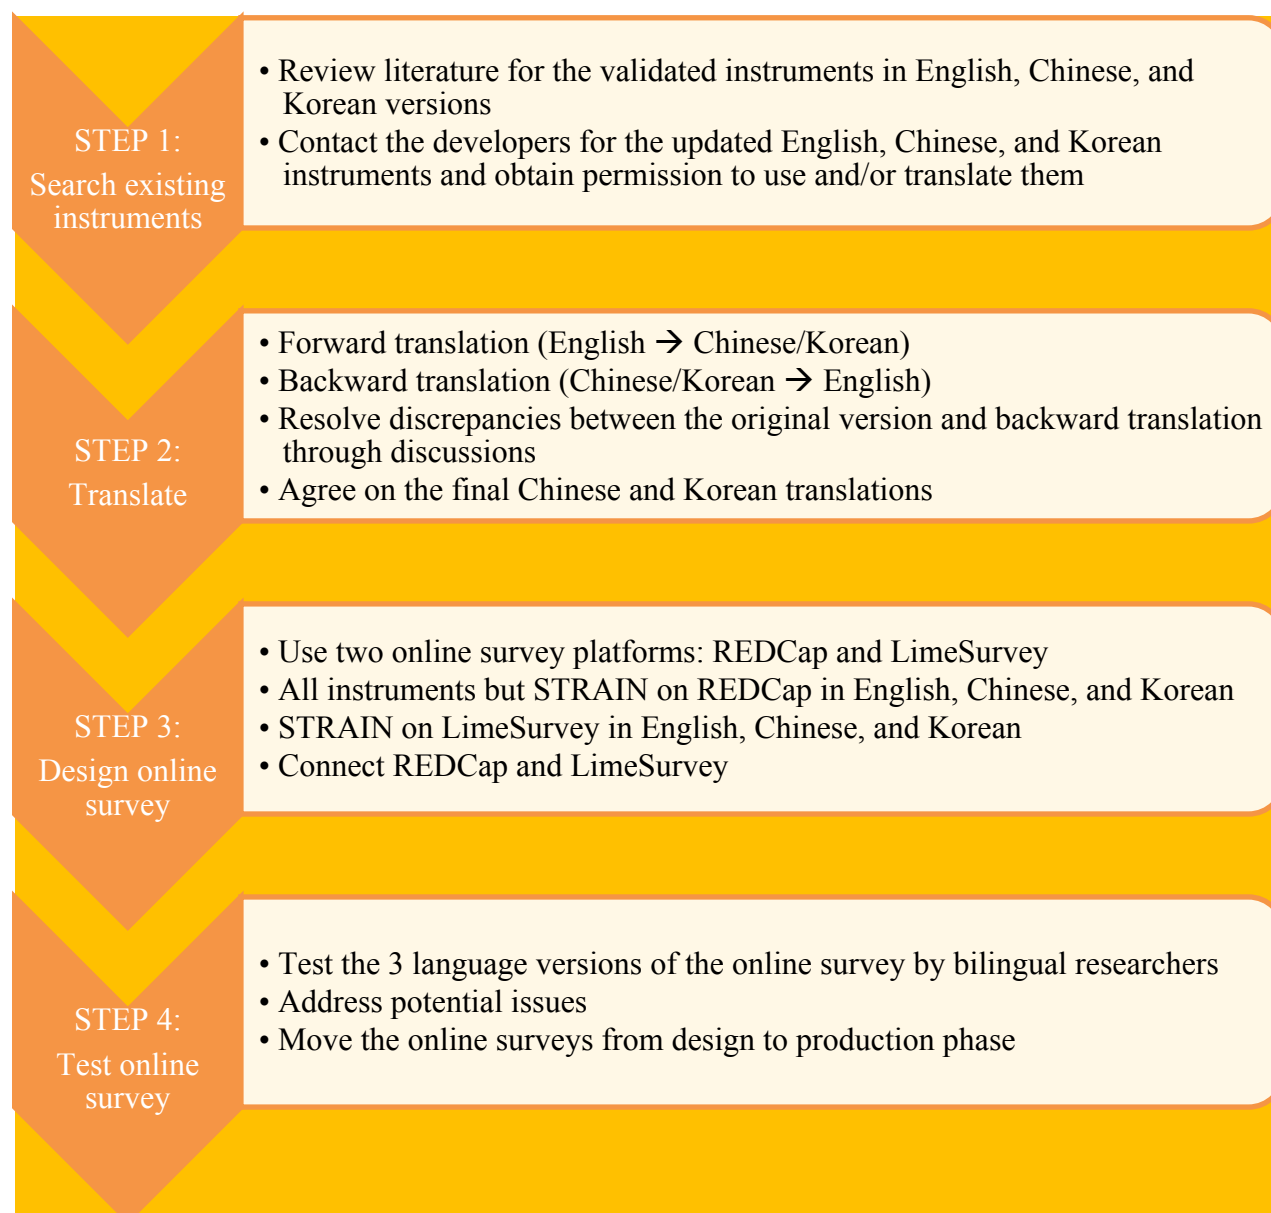 STEP 1:
Search existing
instruments
• Review literature for the validated instruments in English, Chinese, and
Korean versions
• Contact the developers for the updated English, Chinese, and Korean
instruments and obtain permission to use and/or translate them
STEP 2:
Translate
• Forward translation (English → Chinese/Korean)
• Backward translation (Chinese/Korean → English)
• Resolve discrepancies between the original version and backward translation
through discussions
• Agree on the final Chinese and Korean translations
STEP 3:
Design online
survey
• Use two online survey platforms: REDCap and LimeSurvey
• All instruments but STRAIN on REDCap in English, Chinese, and Korean
• STRAIN on LimeSurvey in English, Chinese, and Korean
• Connect REDCap and LimeSurvey
STEP 4:
Test online
survey
• Test the 3 language versions of the online survey by bilingual researchers
• Address potential issues
• Move the online surveys from design to production phase